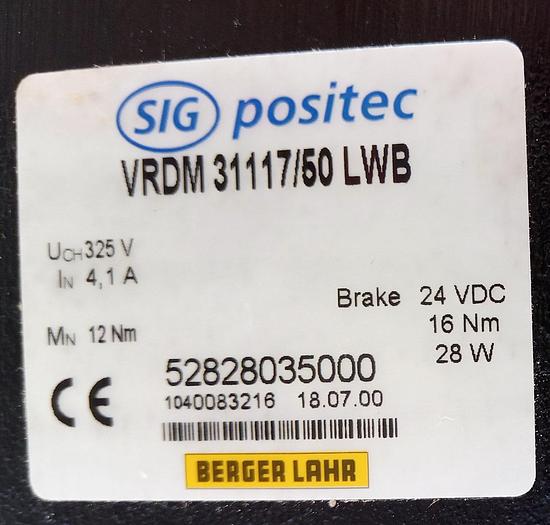 SIG positec
VRDM 31117/50 LWB
UCH 325 V
IN 4,1 A
MN 12 Nm
Brake 24 VDC
16 Nm
28 W
52828035000
1040083216 18.07.00
CE
BERGER LAHR